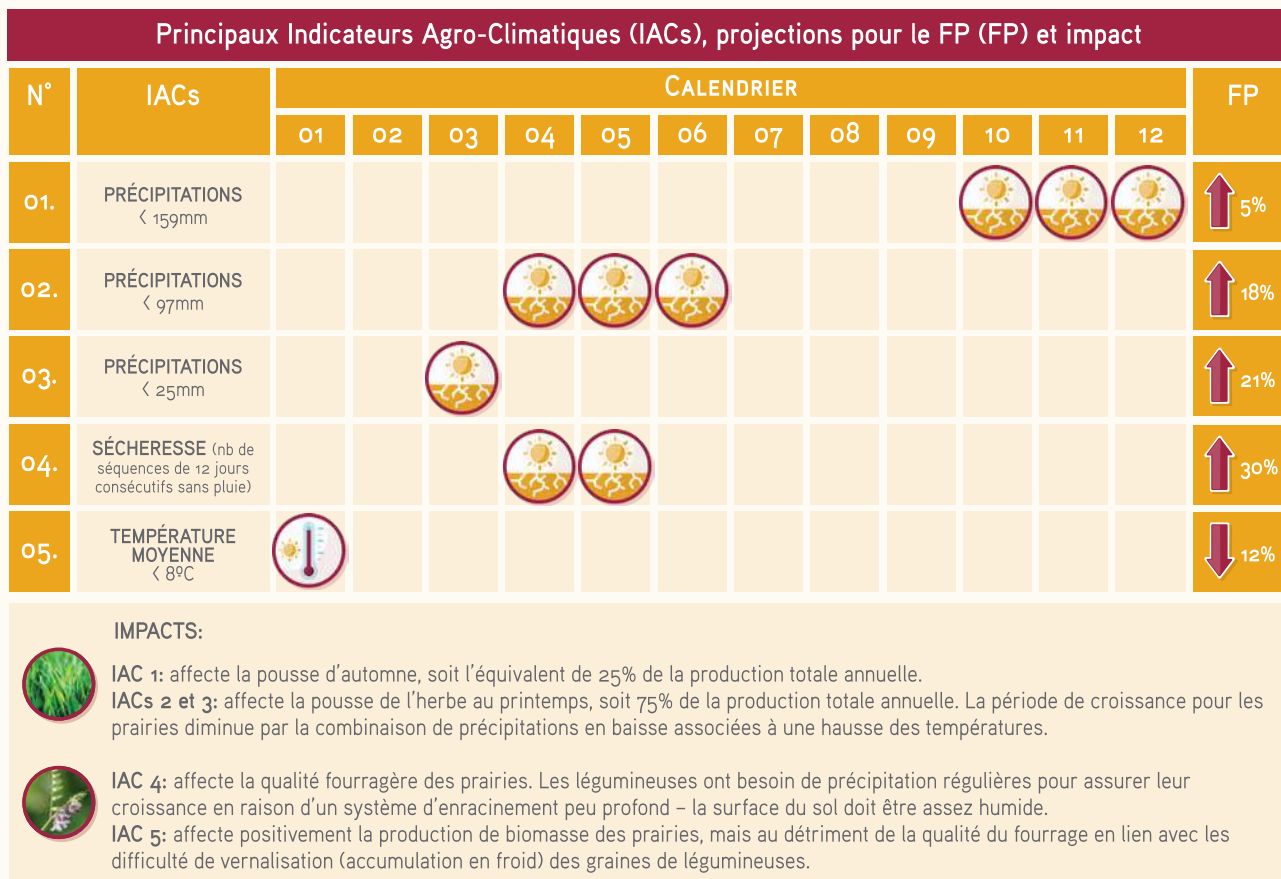 Principaux Indicateurs Agro-Climatiques (IACs), projections pour le FP (FP) et impact
N° IACs CALENDRIER FP
01 02 03 04 05 06 07 08 09 10 11 12
01. PRÉCIPITATIONS 5%
< 159mm
02. PRÉCIPITATIONS 18%
< 97mm
03. PRÉCIPITATIONS 21%
< 25mm
04. SÉCHERESSE (nb de 30%
séquences de 12 jours
consécutifs sans pluie)
05. TEMPÉRATURE 12%
MOYENNE
< 8ºC
IMPACTS:
IAC 1: affecte la pousse d'automne, soit l'équivalent de 25% de la production totale annuelle.
IACs 2 et 3: affecte la pousse de l'herbe au printemps, soit 75% de la production totale annuelle. La période de croissance pour les
prairies diminue par la combinaison de précipitations en baisse associées à une hausse des températures.
IAC 4: affecte la qualité fourragère des prairies. Les légumineuses ont besoin de précipitation régulières pour assurer leur
croissance en raison d'un système d'enracinement peu profond – la surface du sol doit être assez humide.
IAC 5: affecte positivement la production de biomasse des prairies, mais au détriment de la qualité du fourrage en lien avec les
difficulté de vernalisation (accumulation en froid) des graines de légumineuses.